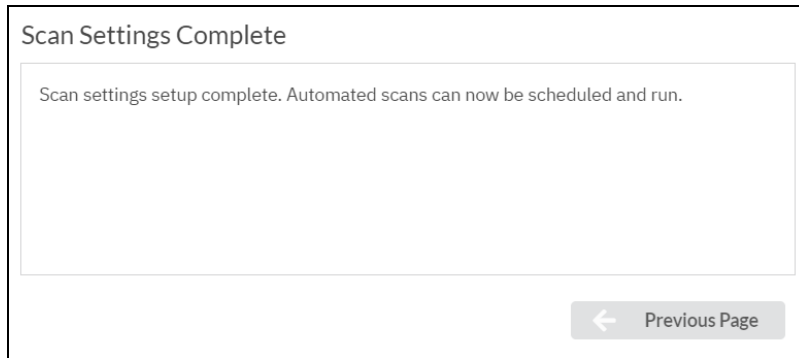 Scan Settings Complete
Scan settings setup complete. Automated scans can now be scheduled and run.
Previous Page